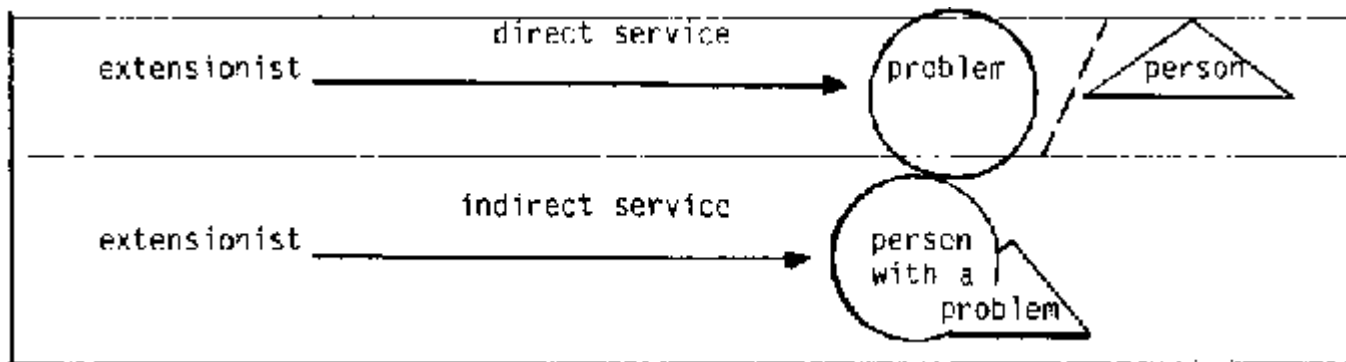 direct service
extensionist
problem
person
indirect service
extensionist
person
with a
problem